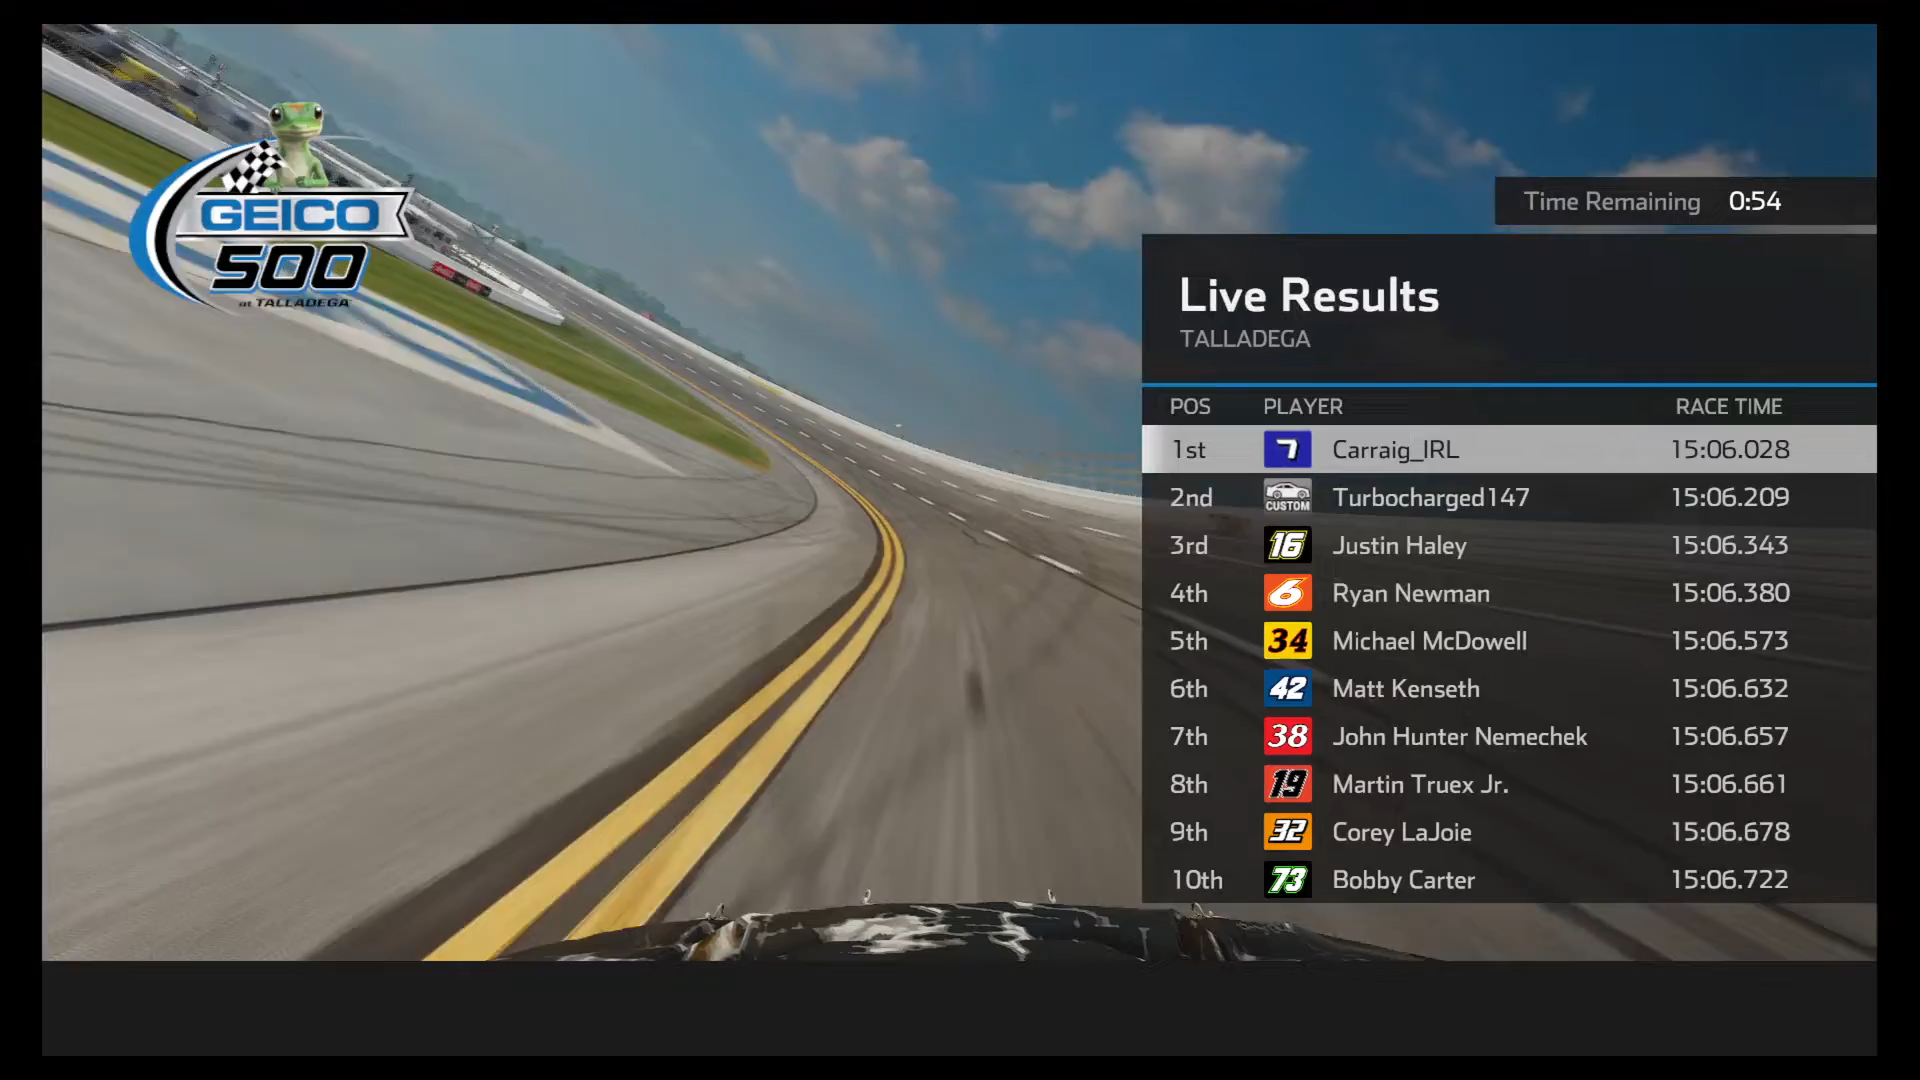 GEICO
500
at TALLADEGA
Time Remaining 0:54
Live Results
TALLADEGA
POS PLAYER RACE TIME
1st 7 Carraig_IRL 15:06.028
2nd CUSTOM Turbocharged147 15:06.209
3rd 16 Justin Haley 15:06.343
4th 6 Ryan Newman 15:06.380
5th 34 Michael McDowell 15:06.573
6th 42 Matt Kenseth 15:06.632
7th 38 John Hunter Nemechek 15:06.657
8th 19 Martin Truex Jr. 15:06.661
9th 32 Corey LaJoie 15:06.678
10th 73 Bobby Carter 15:06.722